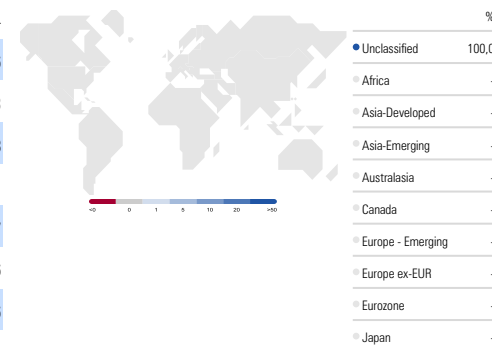 %
Unclassified 100,0
Africa -
Asia-Developed -
Asia-Emerging -
Australasia -
Canada -
Europe - Emerging -
Europe ex-EUR -
Eurozone -
Japan -
<0 0 1 5 10 20 >50